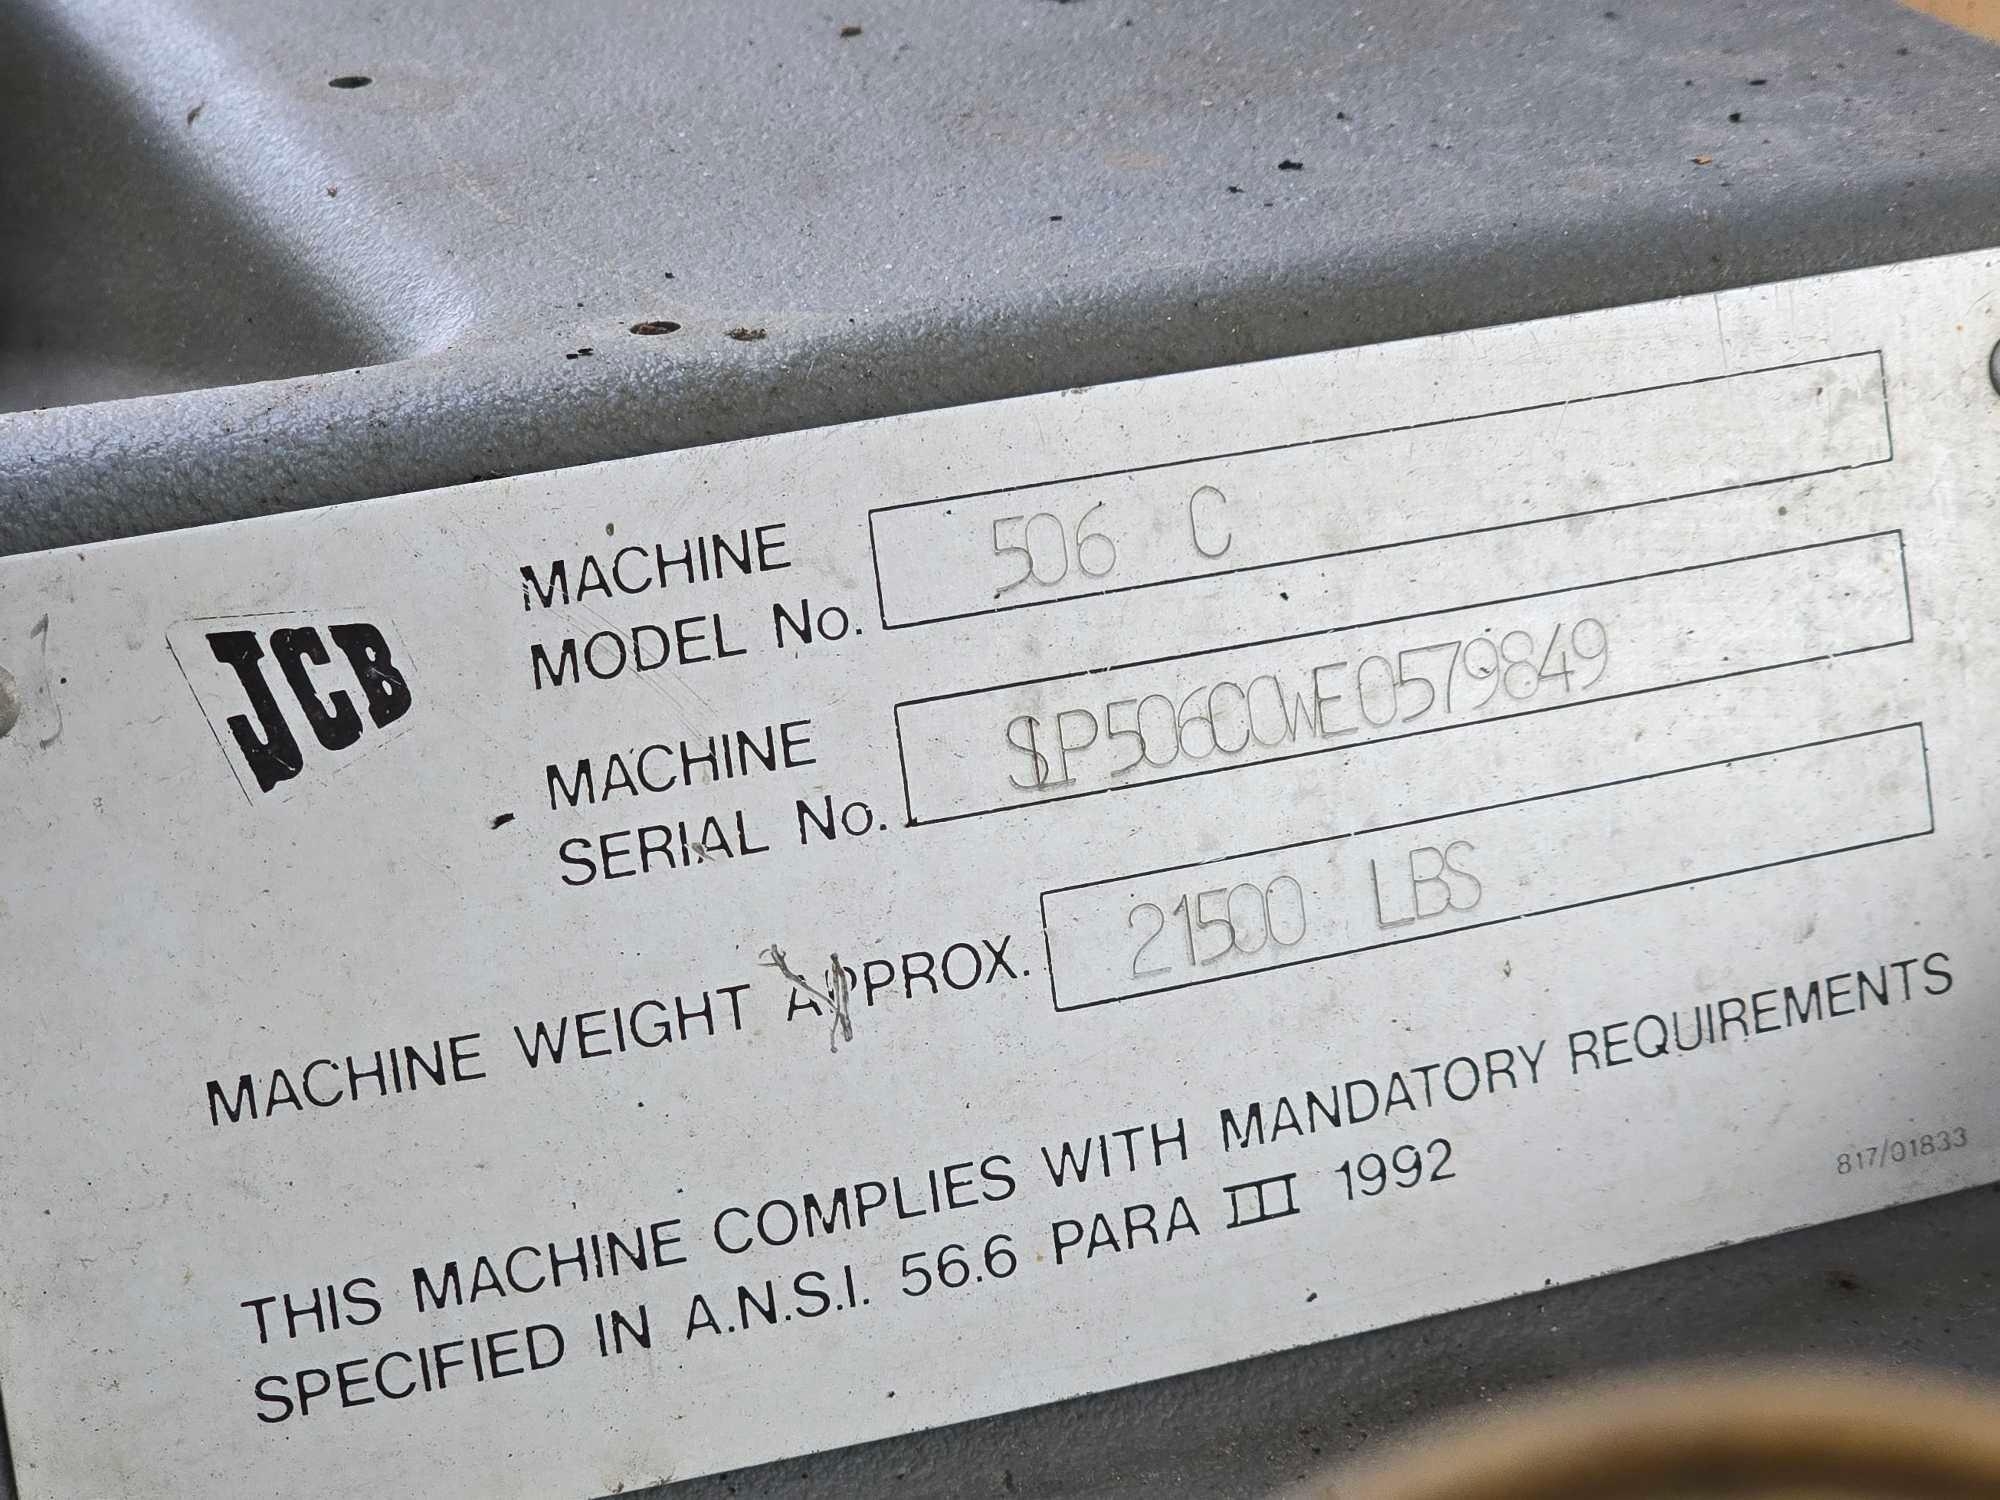 JCB
MACHINE
MODEL No.
506 C
MACHINE
SERIAL No.
SLP506C0WE0579849
MACHINE WEIGHT APPROX.
21500 LBS
THIS MACHINE COMPLIES WITH MANDATORY REQUIREMENTS
SPECIFIED IN A.N.S.I. 56.6 PARA III 1992
817/01833